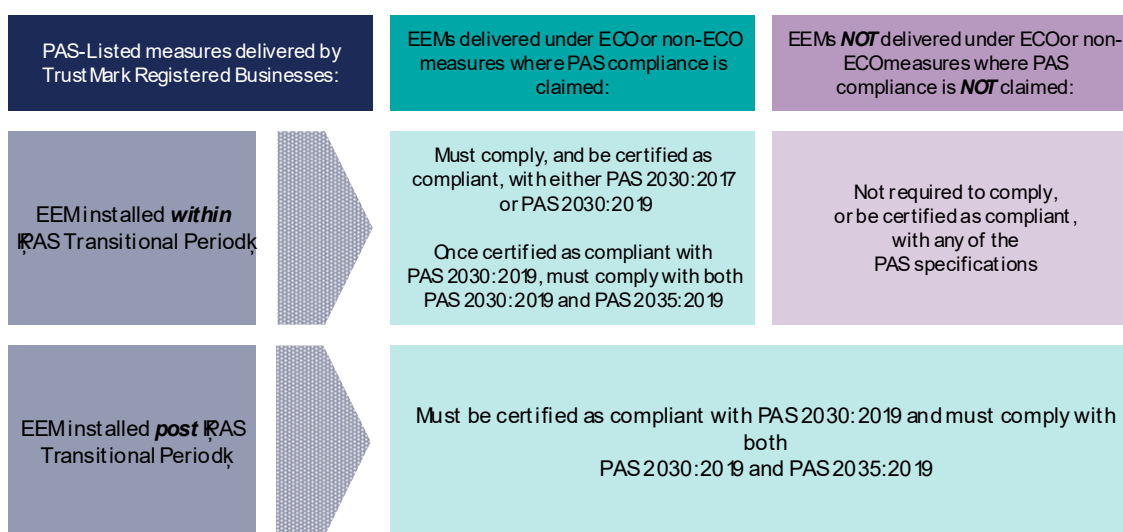 PAS-Listed measures delivered by
TrustMark Registered Businesses:
EEMs delivered under ECO or non-ECO
measures where PAS compliance is
claimed:
EEMs NOT delivered under ECO or non-
ECO measures where PAS
compliance is NOT claimed:
EEM installed within
ĶPAS Transitional Periodķ
Must comply, and be certified as
compliant, with either PAS 2030:2017
or PAS 2030:2019
Once certified as compliant with
PAS 2030:2019, must comply with both
PAS 2030:2019 and PAS 2035:2019
Not required to comply,
or be certified as compliant,
with any of the
PAS specifications
EEM installed post ĶPAS
Transitional Periodķ
Must be certified as compliant with PAS 2030:2019 and must comply with
both
PAS 2030:2019 and PAS 2035:2019